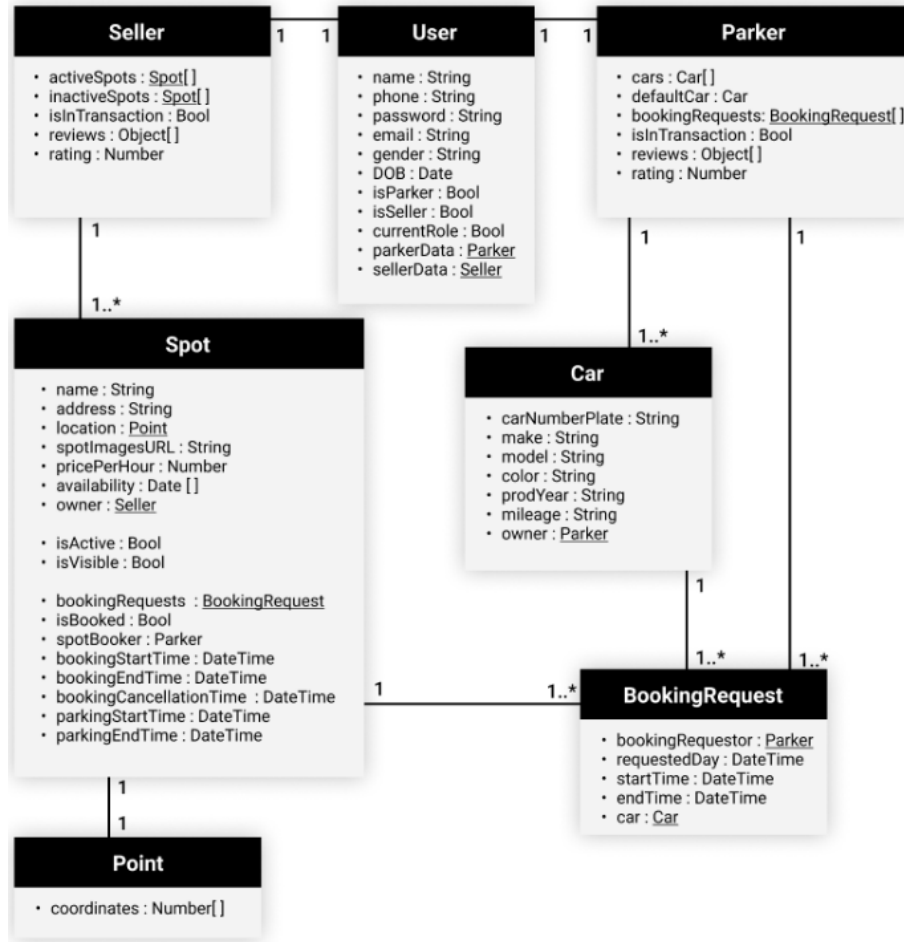 Seller
• activeSpots : Spot[ ]
• inactiveSpots : Spot[ ]
• isInTransaction : Bool
• reviews : Object[ ]
• rating : Number
1
1
User
• name : String
• phone : String
• password : String
• email : String
• gender : String
• DOB : Date
• isParker : Bool
• isSeller : Bool
• currentRole : Bool
• parkerData : Parker
• sellerData : Seller
1
1
Parker
• cars : Car[ ]
• defaultCar : Car
• bookingRequests: BookingRequest[ ]
• isInTransaction : Bool
• reviews : Object[ ]
• rating : Number
1
1..*
1
1..*
1
1..*
Spot
• name : String
• address : String
• location : Point
• spotImagesURL : String
• pricePerHour : Number
• availability : Date [ ]
• owner : Seller
• isActive : Bool
• isVisible : Bool
• bookingRequests : BookingRequest
• isBooked : Bool
• spotBooker : Parker
• bookingStartTime : DateTime
• bookingEndTime : DateTime
• bookingCancellationTime : DateTime
• parkingStartTime : DateTime
• parkingEndTime : DateTime
Car
• carNumberPlate : String
• make : String
• model : String
• color : String
• prodYear : String
• mileage : String
• owner : Parker
1
1..*
1
1..*
BookingRequest
• bookingRequestor : Parker
• requestedDay : DateTime
• startTime : DateTime
• endTime : DateTime
• car : Car
1
1
Point
• coordinates : Number[ ]